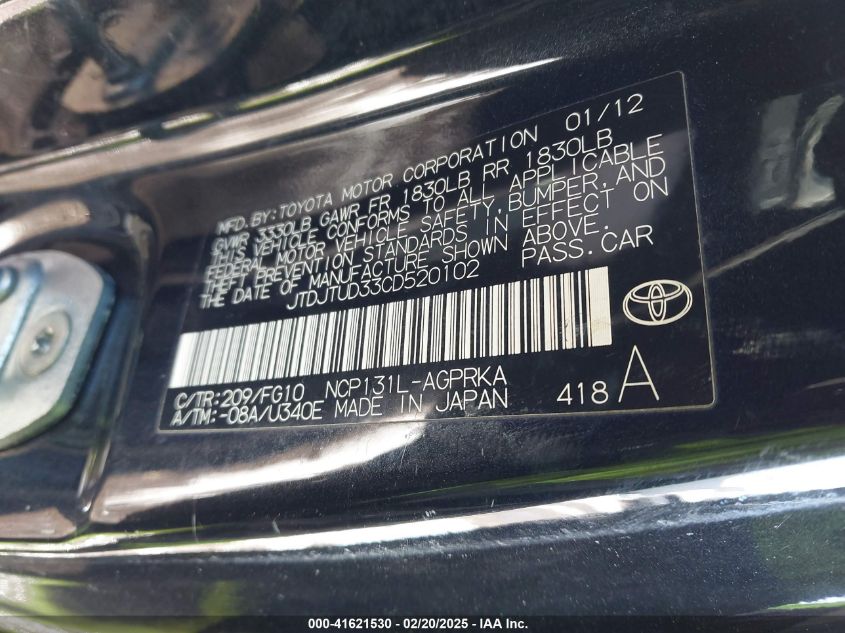 MFD.BY:TOYOTA MOTOR CORPORATION 01/12
GVWR 3330LB GAWR FR 1830LB RR 1830LB
THIS VEHICLE CONFORMS TO ALL APPLICABLE
FEDERAL MOTOR VEHICLE SAFETY,BUMPER,AND
THEFT PREVENTION STANDARDS IN EFFECT ON
THE DATE OF MANUFACTURE SHOWN ABOVE.
JTDJTUD33CD520102 PASS.CAR
C/TR:209/FG10 NCP131L-AGPRKA
A/TM:-08A/U340E MADE IN JAPAN 418 A
000-41621530 - 02/20/2025 - IAA Inc.